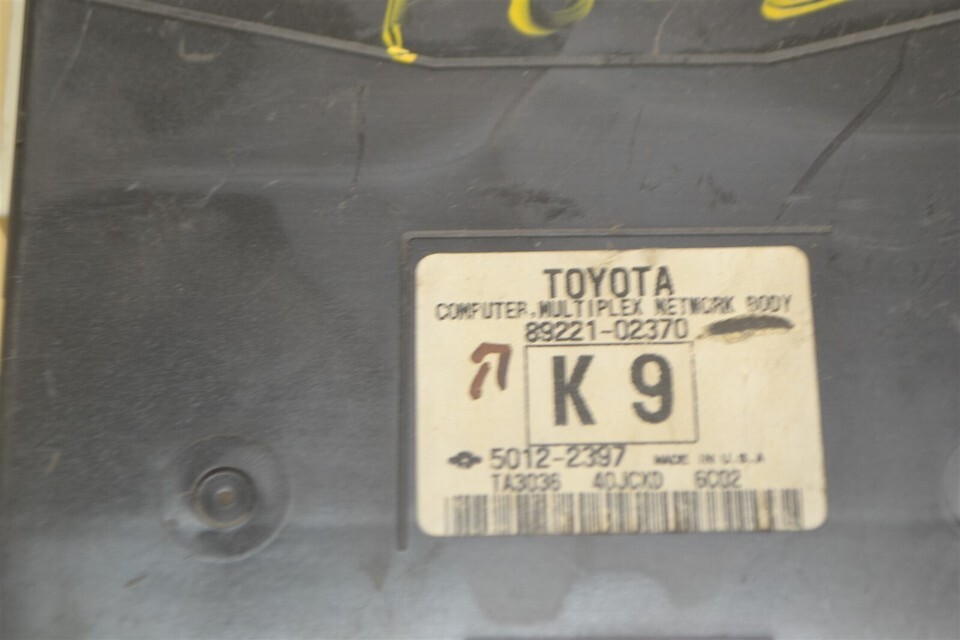 TOYOTA
COMPUTER,MULTIPLEX NETWORK BODY
89221-02370
K 9
5012-2397 MADE IN U.S.A
TA3036 40JCXD 6C02